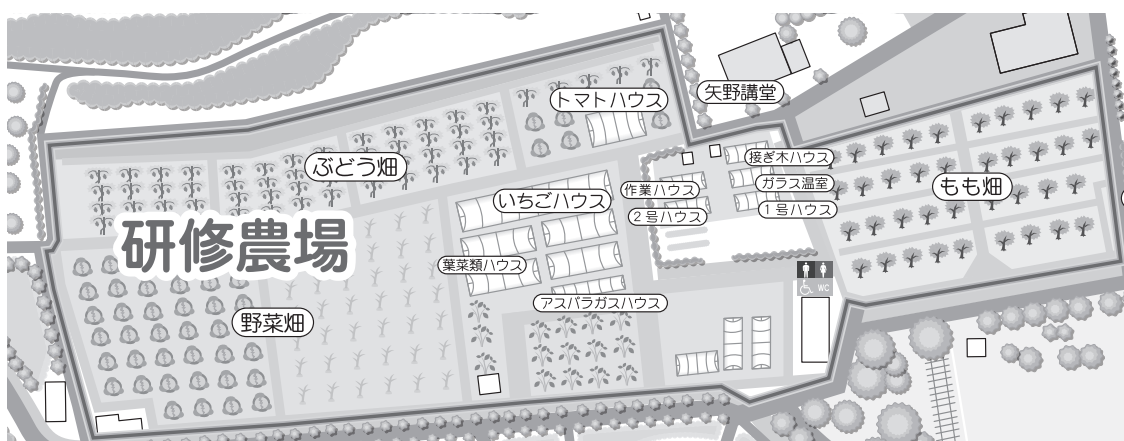 トマトハウス
矢野講堂
ぶどう畑
接ぎ木ハウス
ガラス温室
もも畑
作業ハウス
いちごハウス
1号ハウス
2号ハウス
研修農場
葉菜類ハウス
アスパラガスハウス
WC
野菜畑